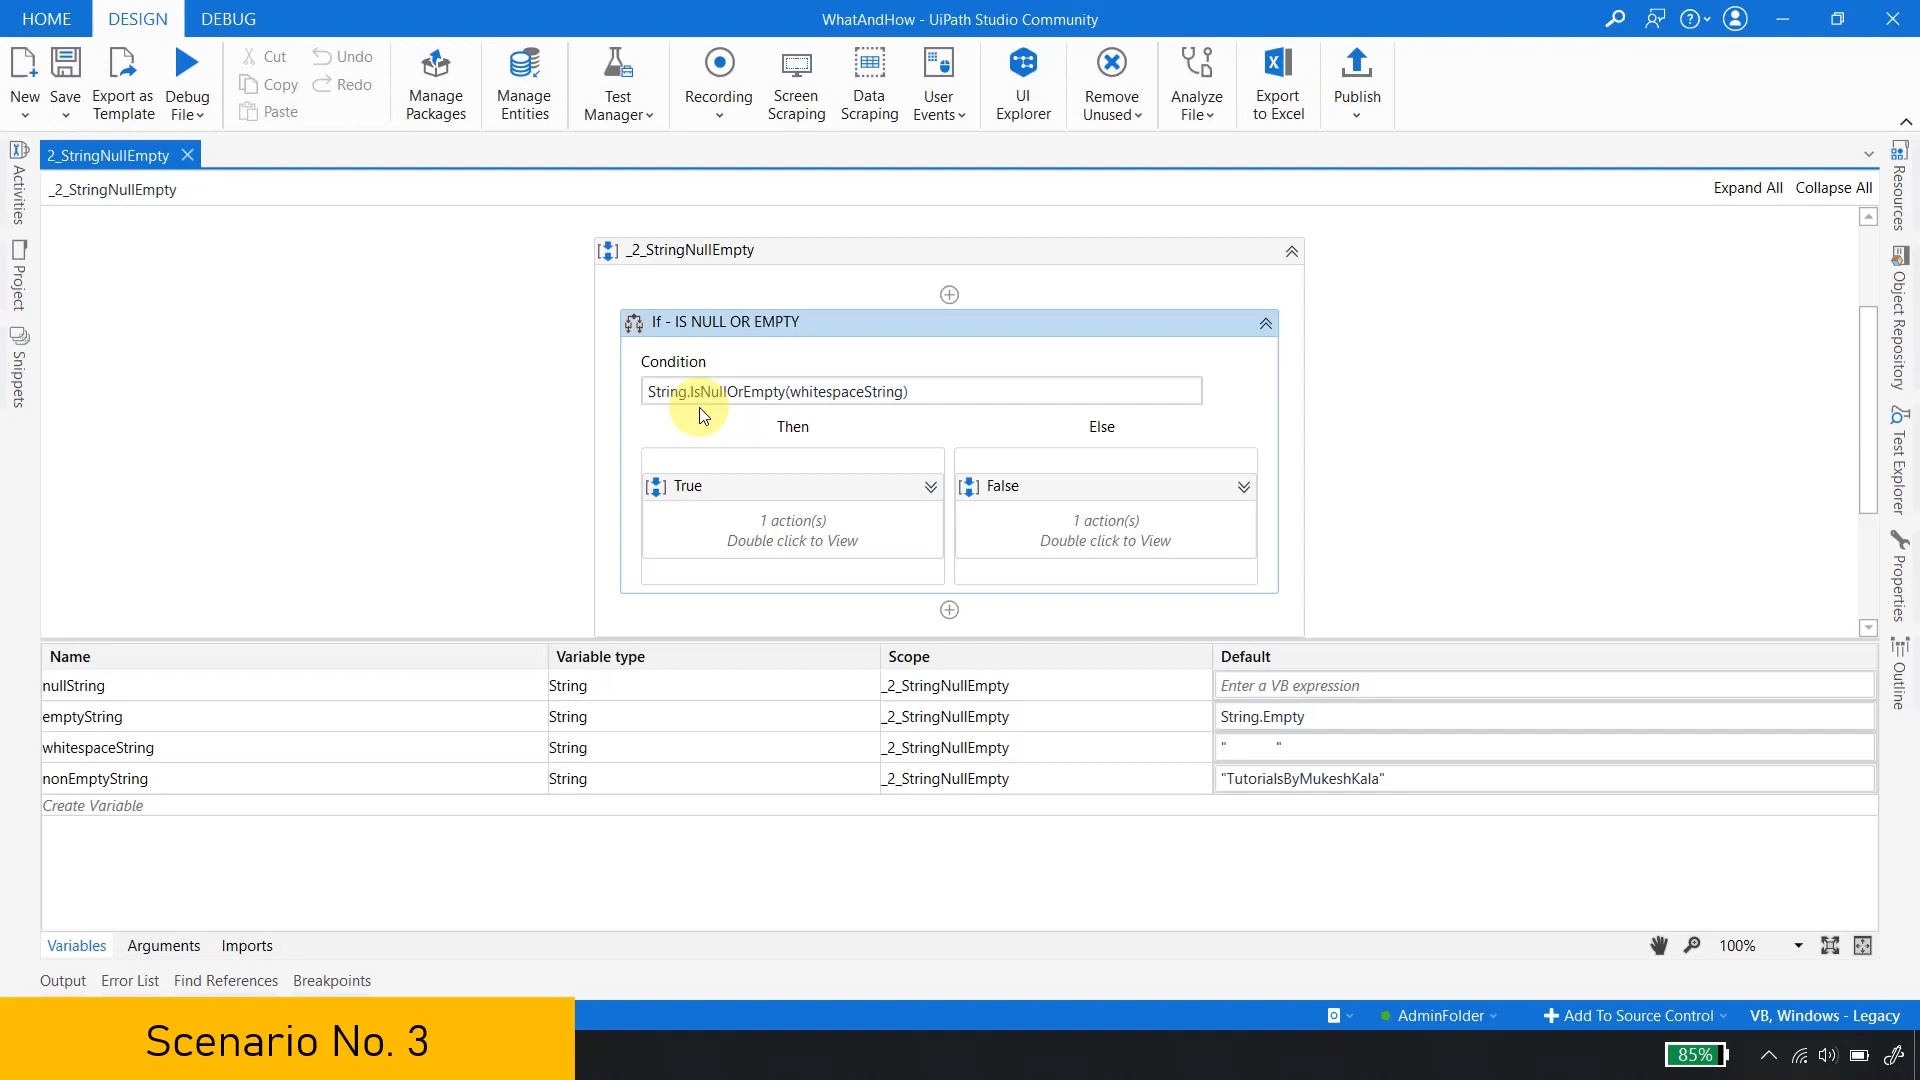 HOME DESIGN DEBUG WhatAndHow - UiPath Studio Community
New Save Export as Template Debug File Cut Copy Paste Undo Redo Manage Packages Manage Entities Test Manager Recording Screen Scraping Data Scraping User Events UI Explorer Remove Unused Analyze File Export to Excel Publish
2_StringNullEmpty
_2_StringNullEmpty Expand All Collapse All
Activities
Project
Snippets
Resources
Object Repository
Test Explorer
Properties
Outline
_2_StringNullEmpty
If - IS NULL OR EMPTY
Condition
String.IsNullOrEmpty(whitespaceString)
Then Else
True False
1 action(s) 1 action(s)
Double click to View Double click to View
Name Variable type Scope Default
nullString String _2_StringNullEmpty Enter a VB expression
emptyString String _2_StringNullEmpty String.Empty
whitespaceString String _2_StringNullEmpty " "
nonEmptyString String _2_StringNullEmpty "TutorialsByMukeshKala"
Create Variable
Variables Arguments Imports 100%
Output Error List Find References Breakpoints
AdminFolder Add To Source Control VB, Windows - Legacy
Scenario No. 3
85%